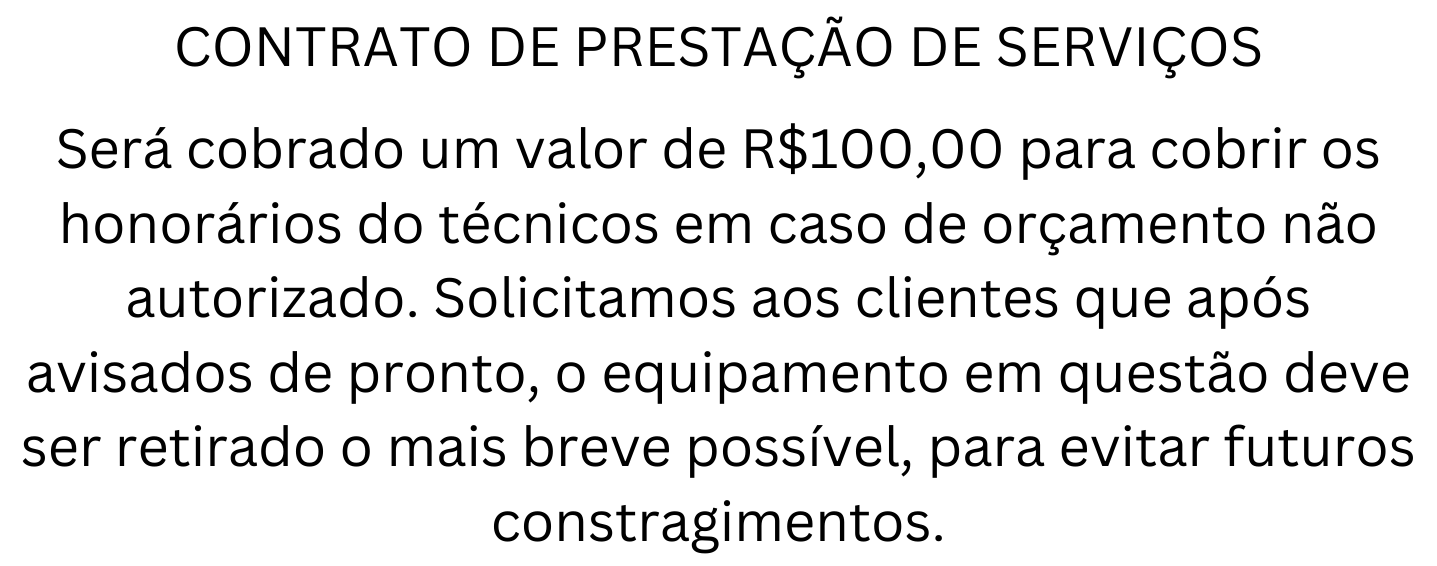 CONTRATO DE PRESTAÇÃO DE SERVIÇOS
Será cobrado um valor de R$100,00 para cobrir os
honorários do técnicos em caso de orçamento não
autorizado. Solicitamos aos clientes que após
avisados de pronto, o equipamento em questão deve
ser retirado o mais breve possível, para evitar futuros
constragimentos.